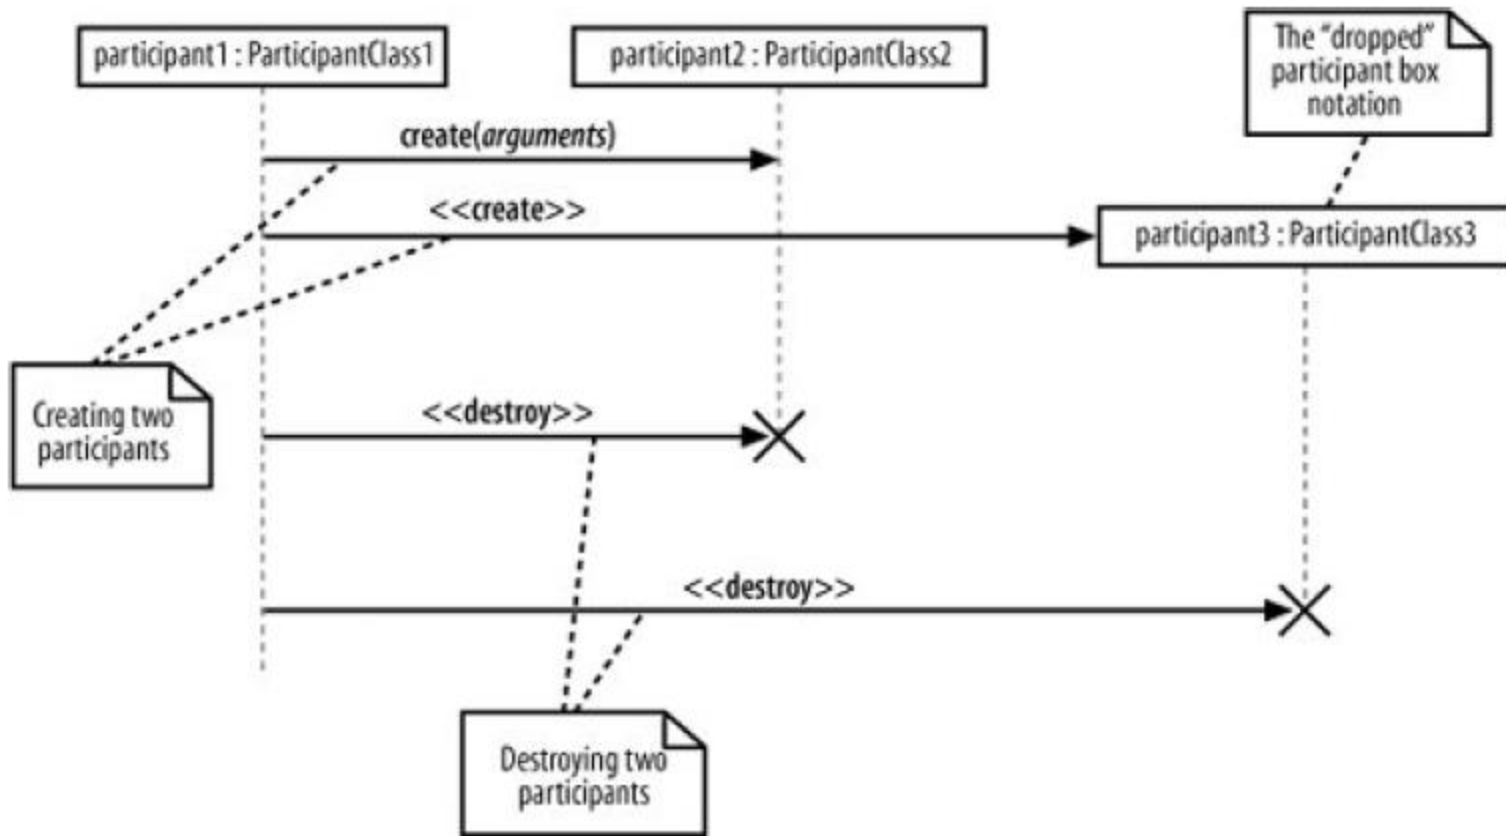 participant1 : ParticipantClass1
participant2 : ParticipantClass2
The “dropped”
participant box
notation
create(arguments)
<<create>>
participant3 : ParticipantClass3
Creating two
participants
<<destroy>>
<<destroy>>
Destroying two
participants